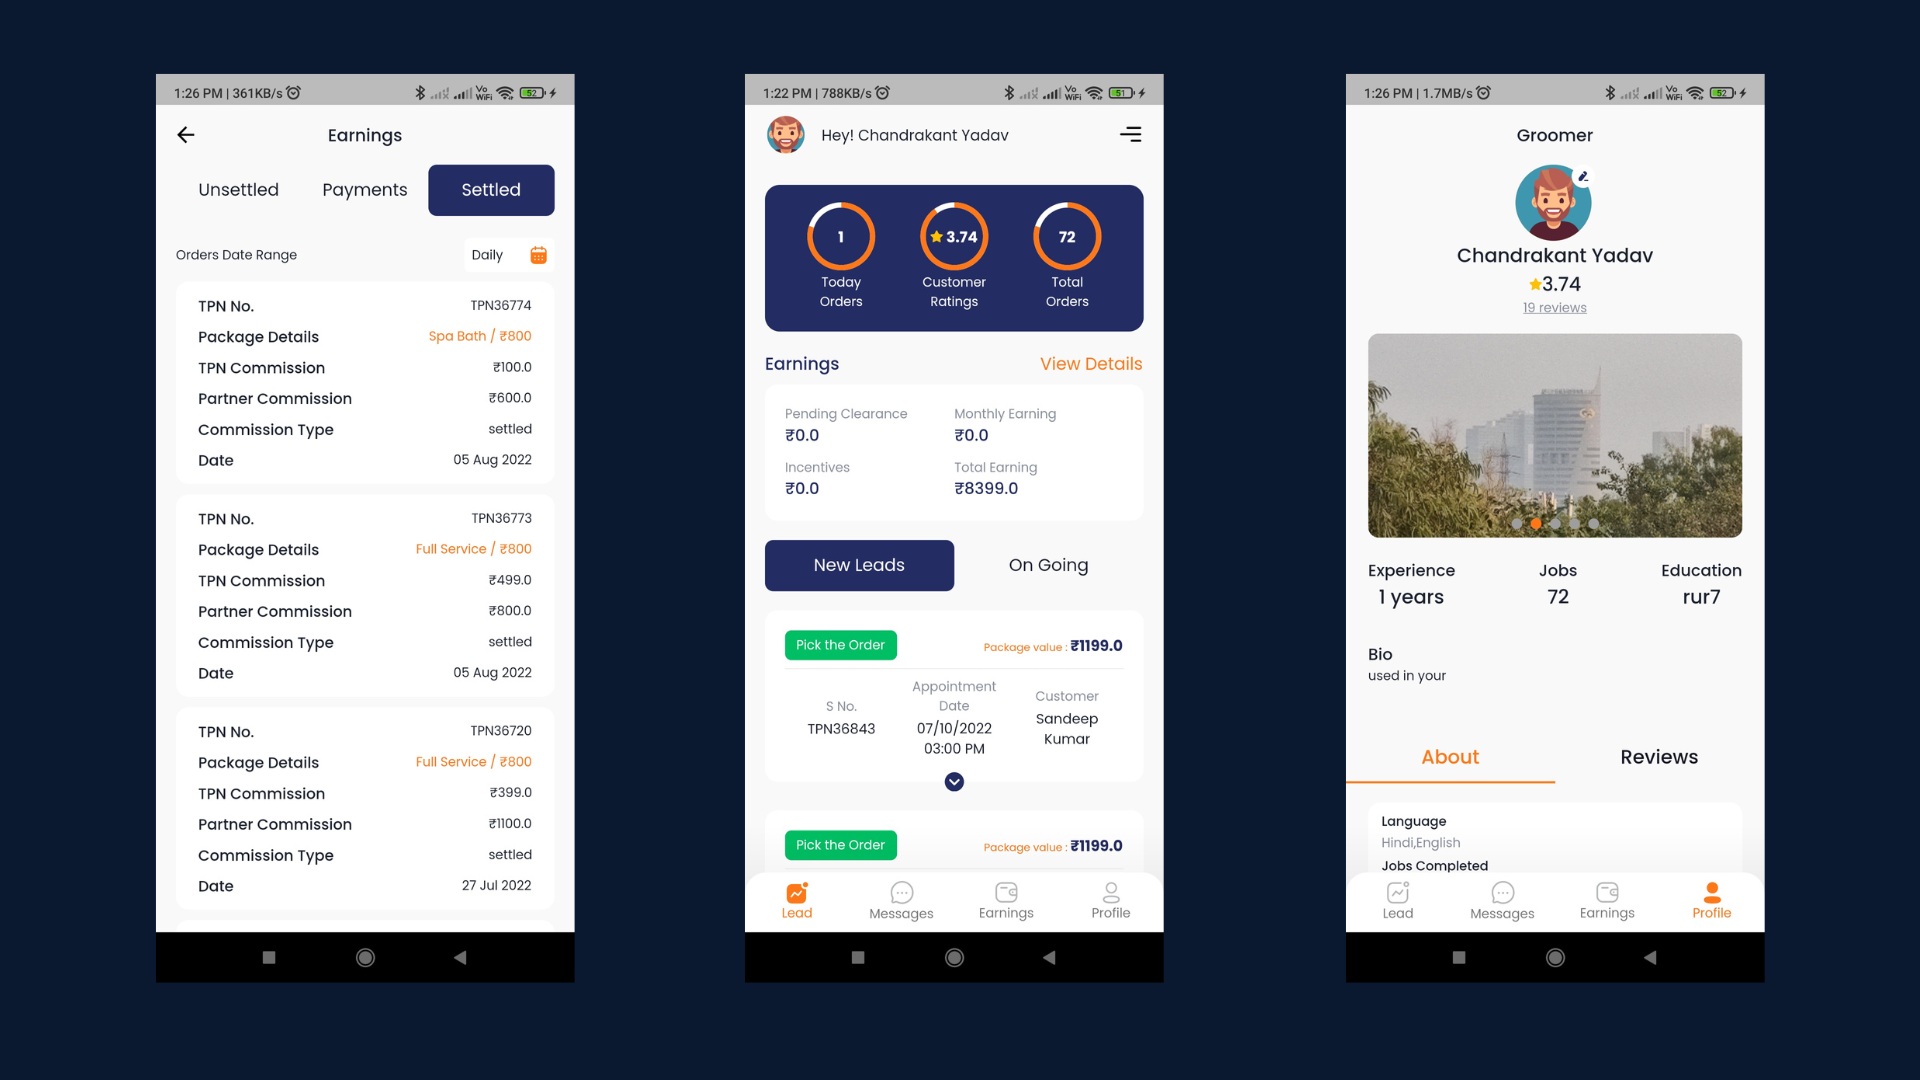 1:26 PM | 361KB/s
Vo WiFi
52
Earnings
Unsettled
Payments
Settled
Orders Date Range
Daily
TPN No.
TPN36774
Package Details
Spa Bath / ₹800
TPN Commission
₹100.0
Partner Commission
₹600.0
Commission Type
settled
Date
05 Aug 2022
TPN No.
TPN36773
Package Details
Full Service / ₹800
TPN Commission
₹499.0
Partner Commission
₹800.0
Commission Type
settled
Date
05 Aug 2022
TPN No.
TPN36720
Package Details
Full Service / ₹800
TPN Commission
₹399.0
Partner Commission
₹1100.0
Commission Type
settled
Date
27 Jul 2022
1:22 PM | 788KB/s
Vo WiFi
51
Hey! Chandrakant Yadav
1
Today
Orders
3.74
Customer
Ratings
72
Total
Orders
Earnings
View Details
Pending Clearance
₹0.0
Monthly Earning
₹0.0
Incentives
₹0.0
Total Earning
₹8399.0
New Leads
On Going
Pick the Order
Package value : ₹1199.0
S No.
TPN36843
Appointment
Date
07/10/2022
03:00 PM
Customer
Sandeep
Kumar
Pick the Order
Package value : ₹1199.0
Lead
Messages
Earnings
Profile
1:26 PM | 1.7MB/s
Vo WiFi
52
Groomer
Chandrakant Yadav
3.74
19 reviews
Experience
1 years
Jobs
72
Education
rur7
Bio
used in your
About
Reviews
Language
Hindi,English
Jobs Completed
Lead
Messages
Earnings
Profile